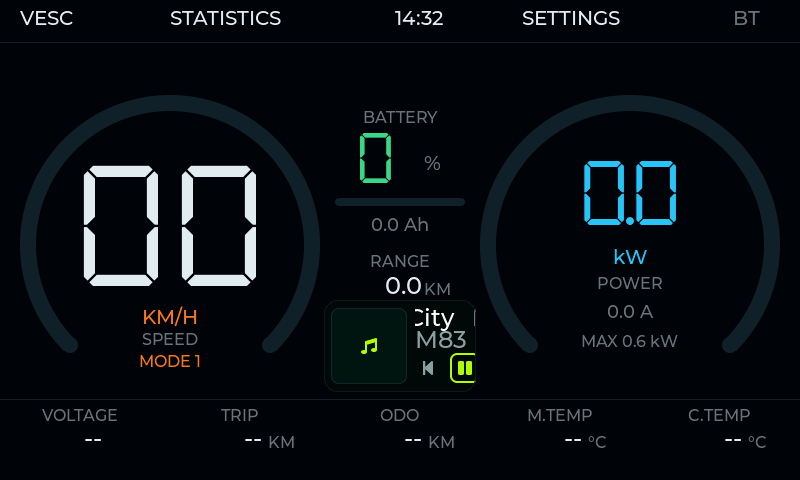 VESC STATISTICS 14:32 SETTINGS BT
BATTERY
0 %
0.0 Ah
RANGE
0.0 KM
00
KM/H
SPEED
MODE 1
City
M83
0.0
kW
POWER
0.0 A
MAX 0.6 kW
VOLTAGE TRIP ODO M.TEMP C.TEMP
-- -- KM -- KM -- °C -- °C